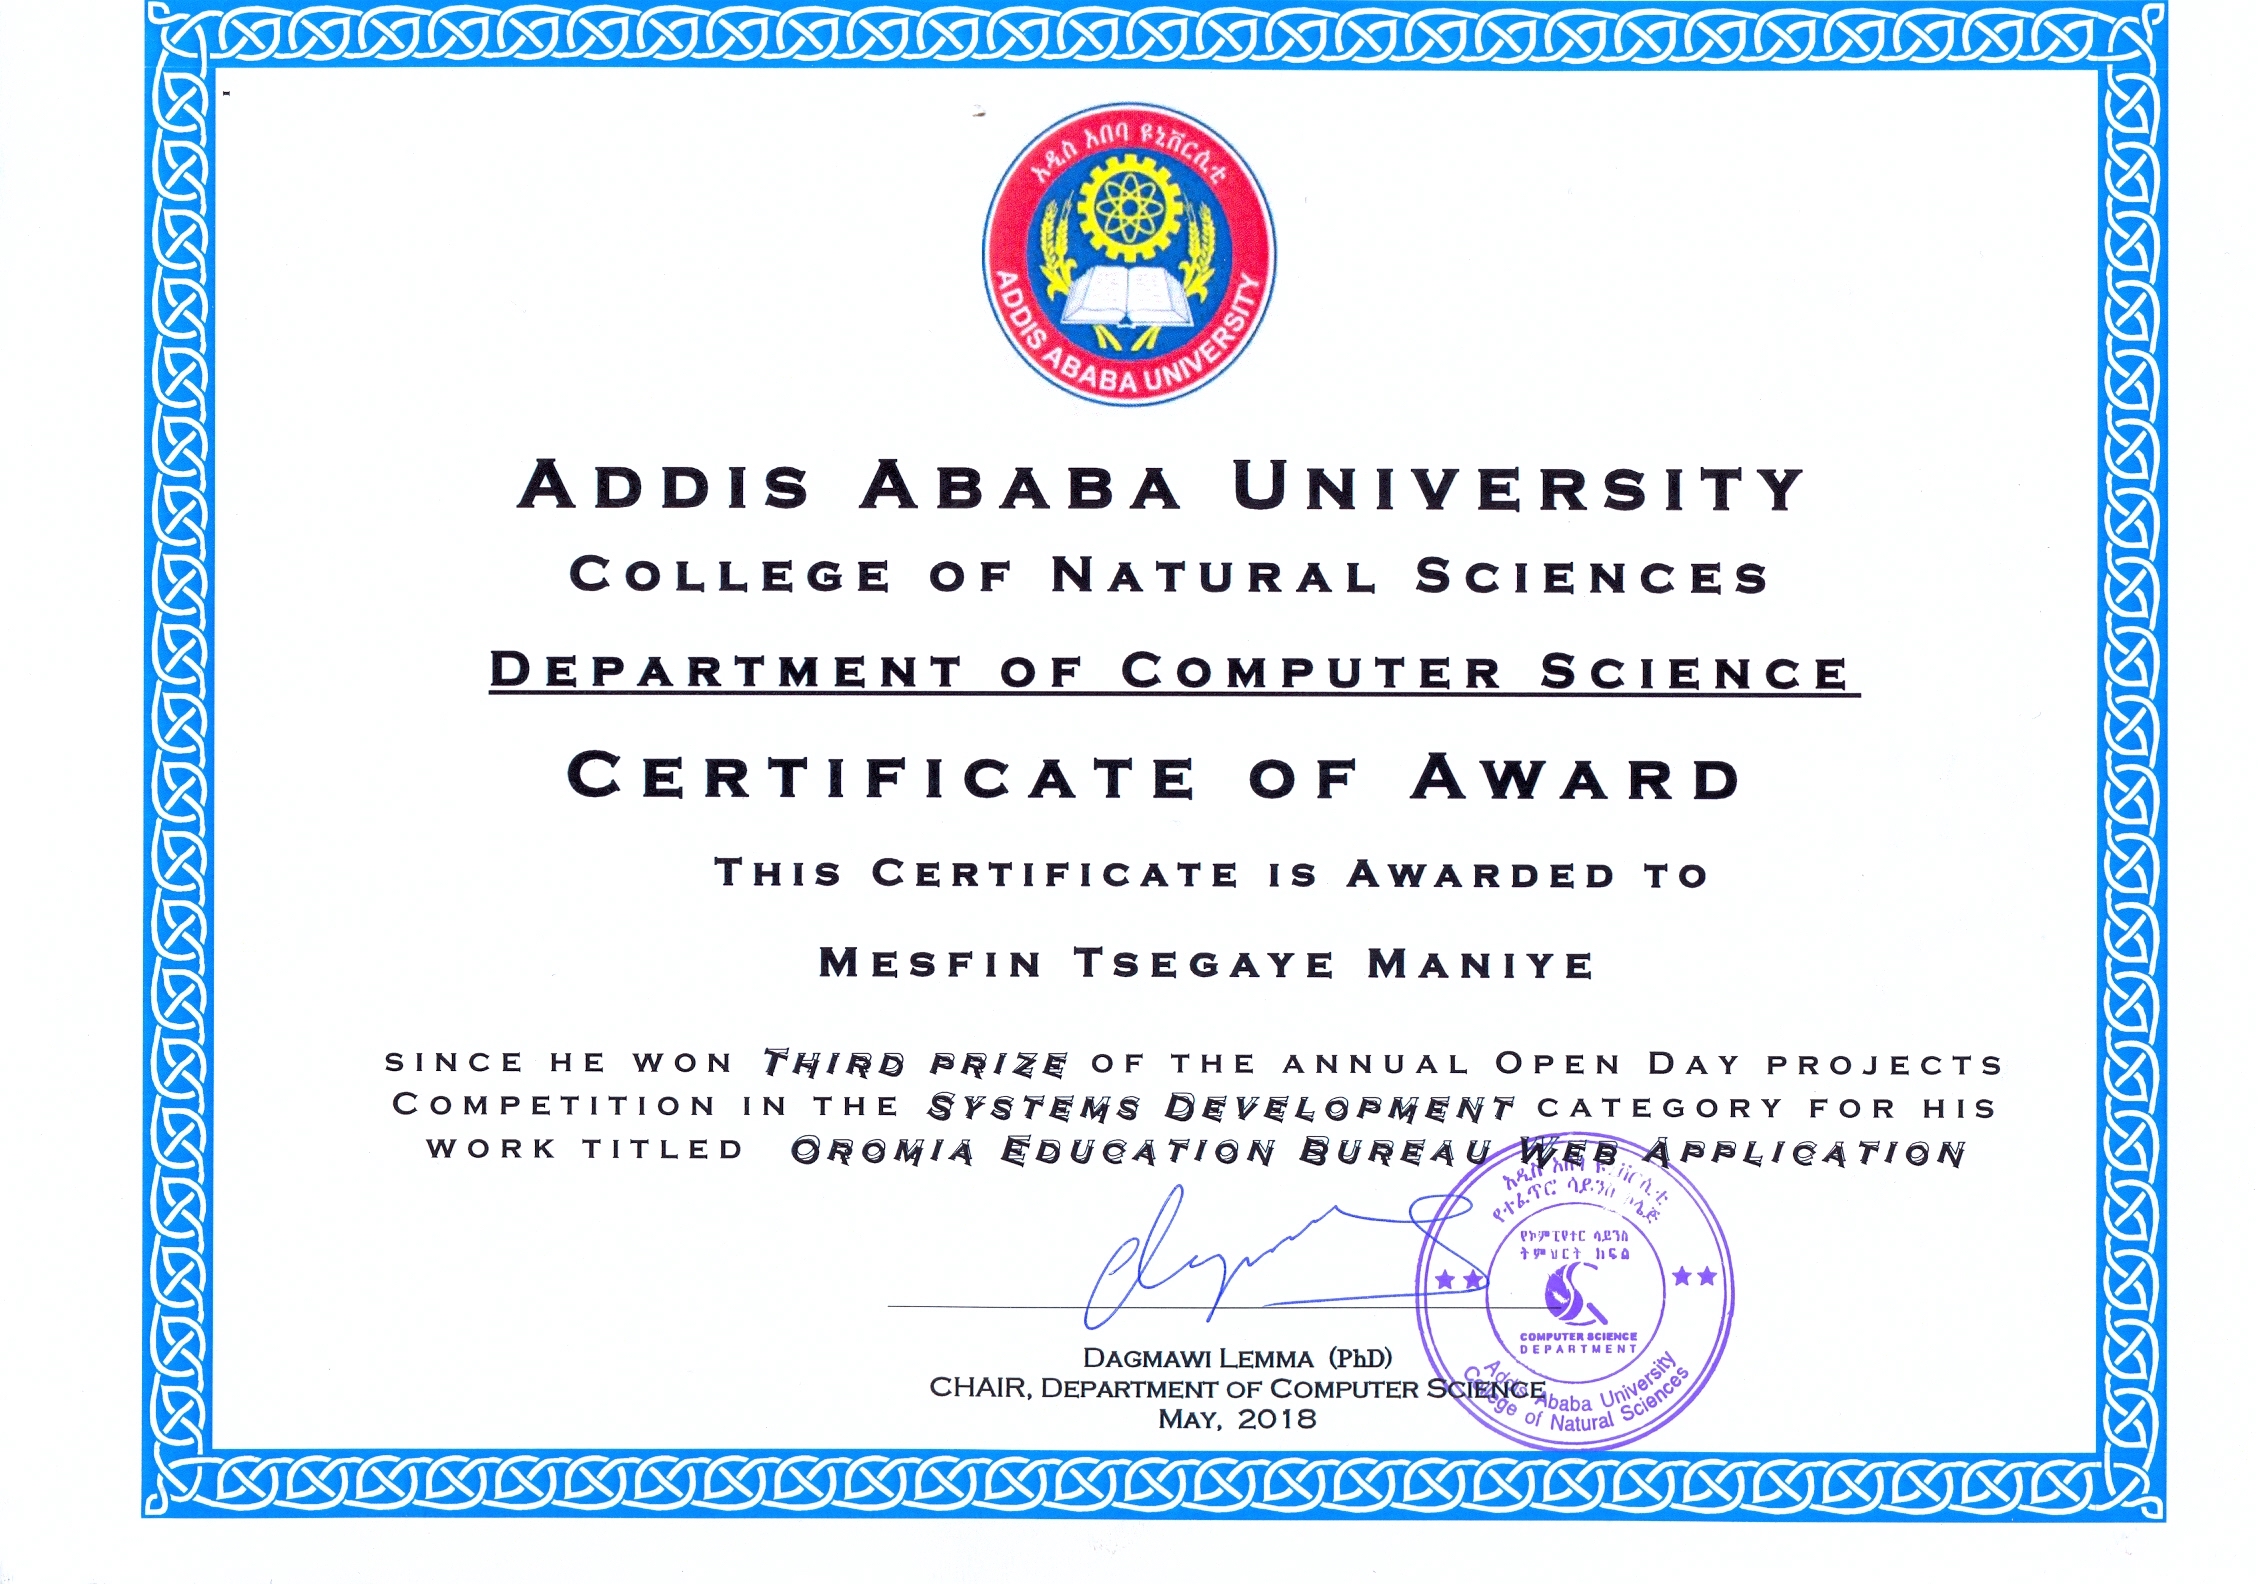 አዲስ አበባ ዩኒቨርሲቲ
ADDIS ABABA UNIVERSITY
ADDIS ABABA UNIVERSITY
COLLEGE OF NATURAL SCIENCES
DEPARTMENT OF COMPUTER SCIENCE
CERTIFICATE OF AWARD
THIS CERTIFICATE IS AWARDED TO
MESFIN TSEGAYE MANIYE
SINCE HE WON THIRD PRIZE OF THE ANNUAL OPEN DAY PROJECTS
COMPETITION IN THE SYSTEMS DEVELOPMENT CATEGORY FOR HIS
WORK TITLED OROMIA EDUCATION BUREAU WEB APPLICATION
አዲስ አበባ
የተፈጥሮ ሳይንስ
የኮምፒዩተር ሳይንስ
ትምህርት ክፍል
COMPUTER SCIENCE
DEPARTMENT
Addis Ababa University
College of Natural Sciences
DAGMAWI LEMMA (PhD)
CHAIR, DEPARTMENT OF COMPUTER SCIENCE
MAY, 2018